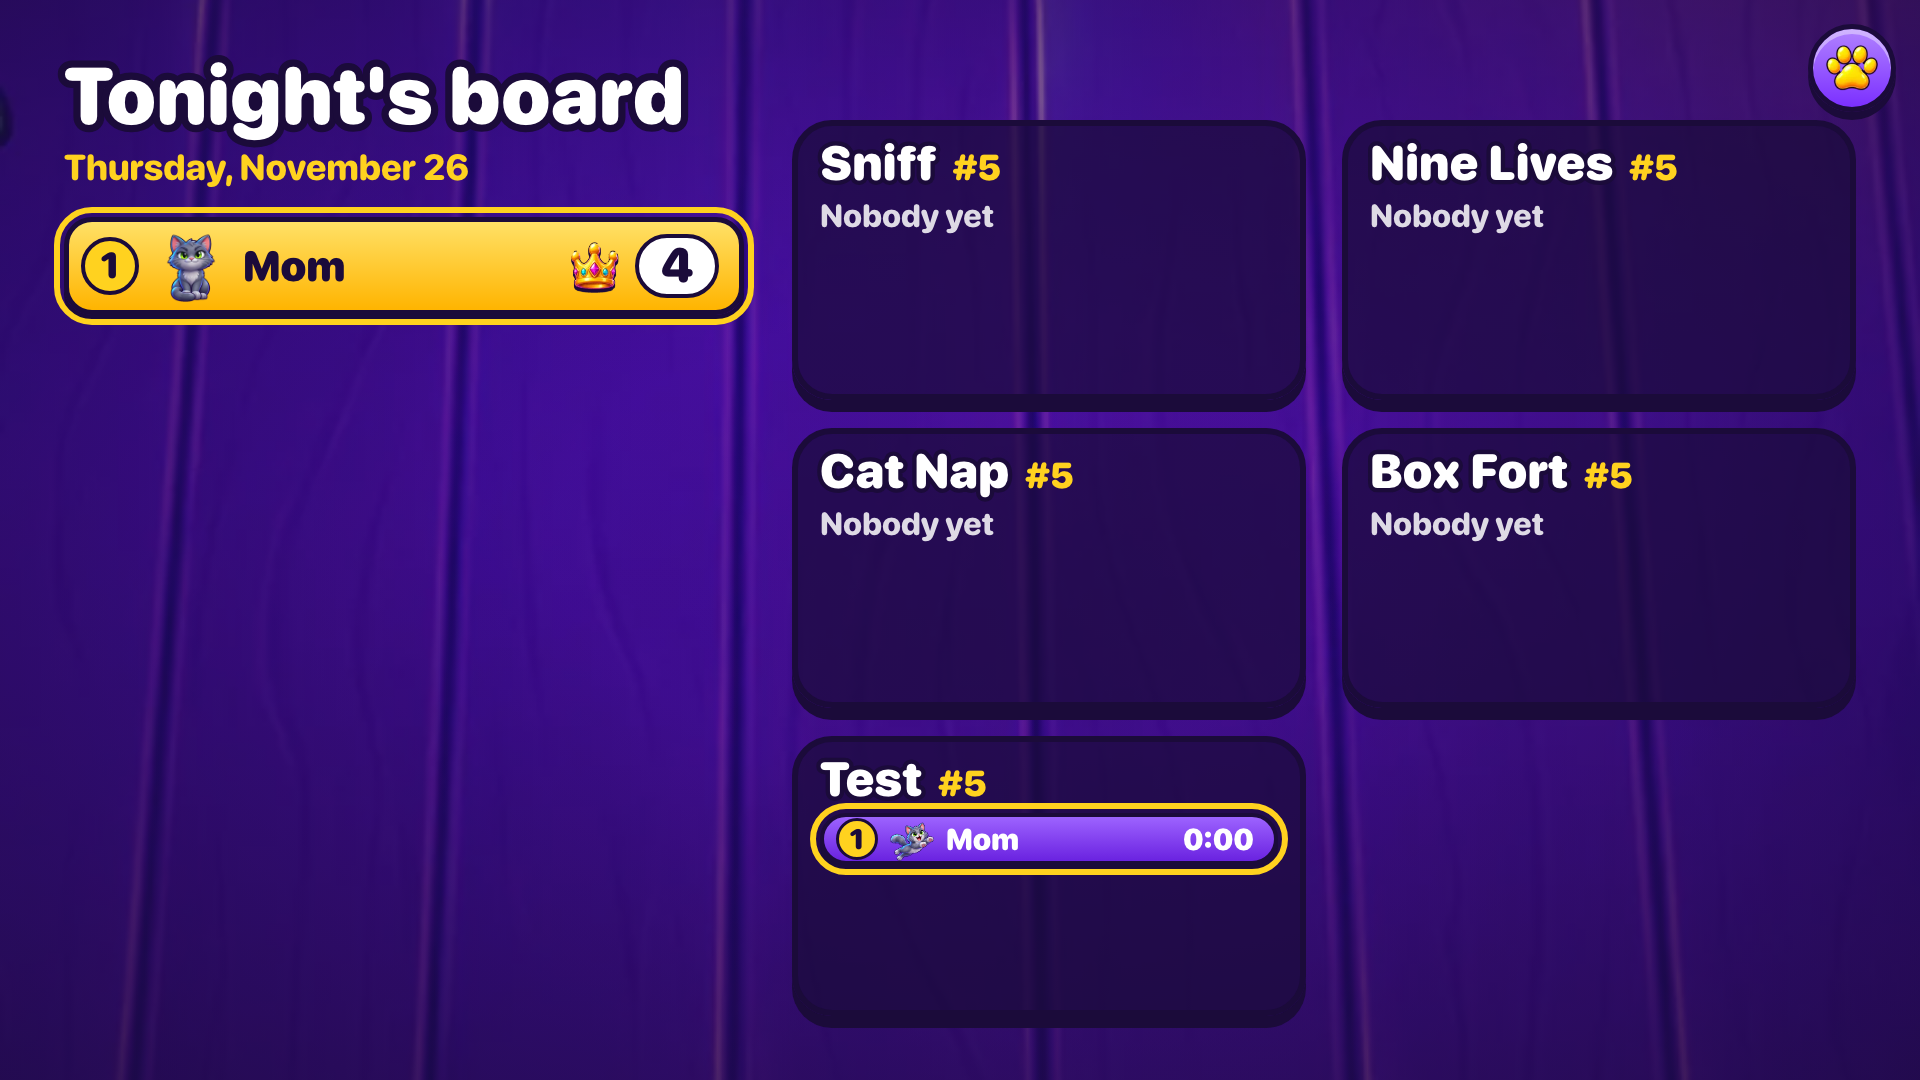 Tonight's board
Thursday, November 26
1 Mom 4
Sniff #5
Nobody yet
Nine Lives #5
Nobody yet
Cat Nap #5
Nobody yet
Box Fort #5
Nobody yet
Test #5
1 Mom 0:00